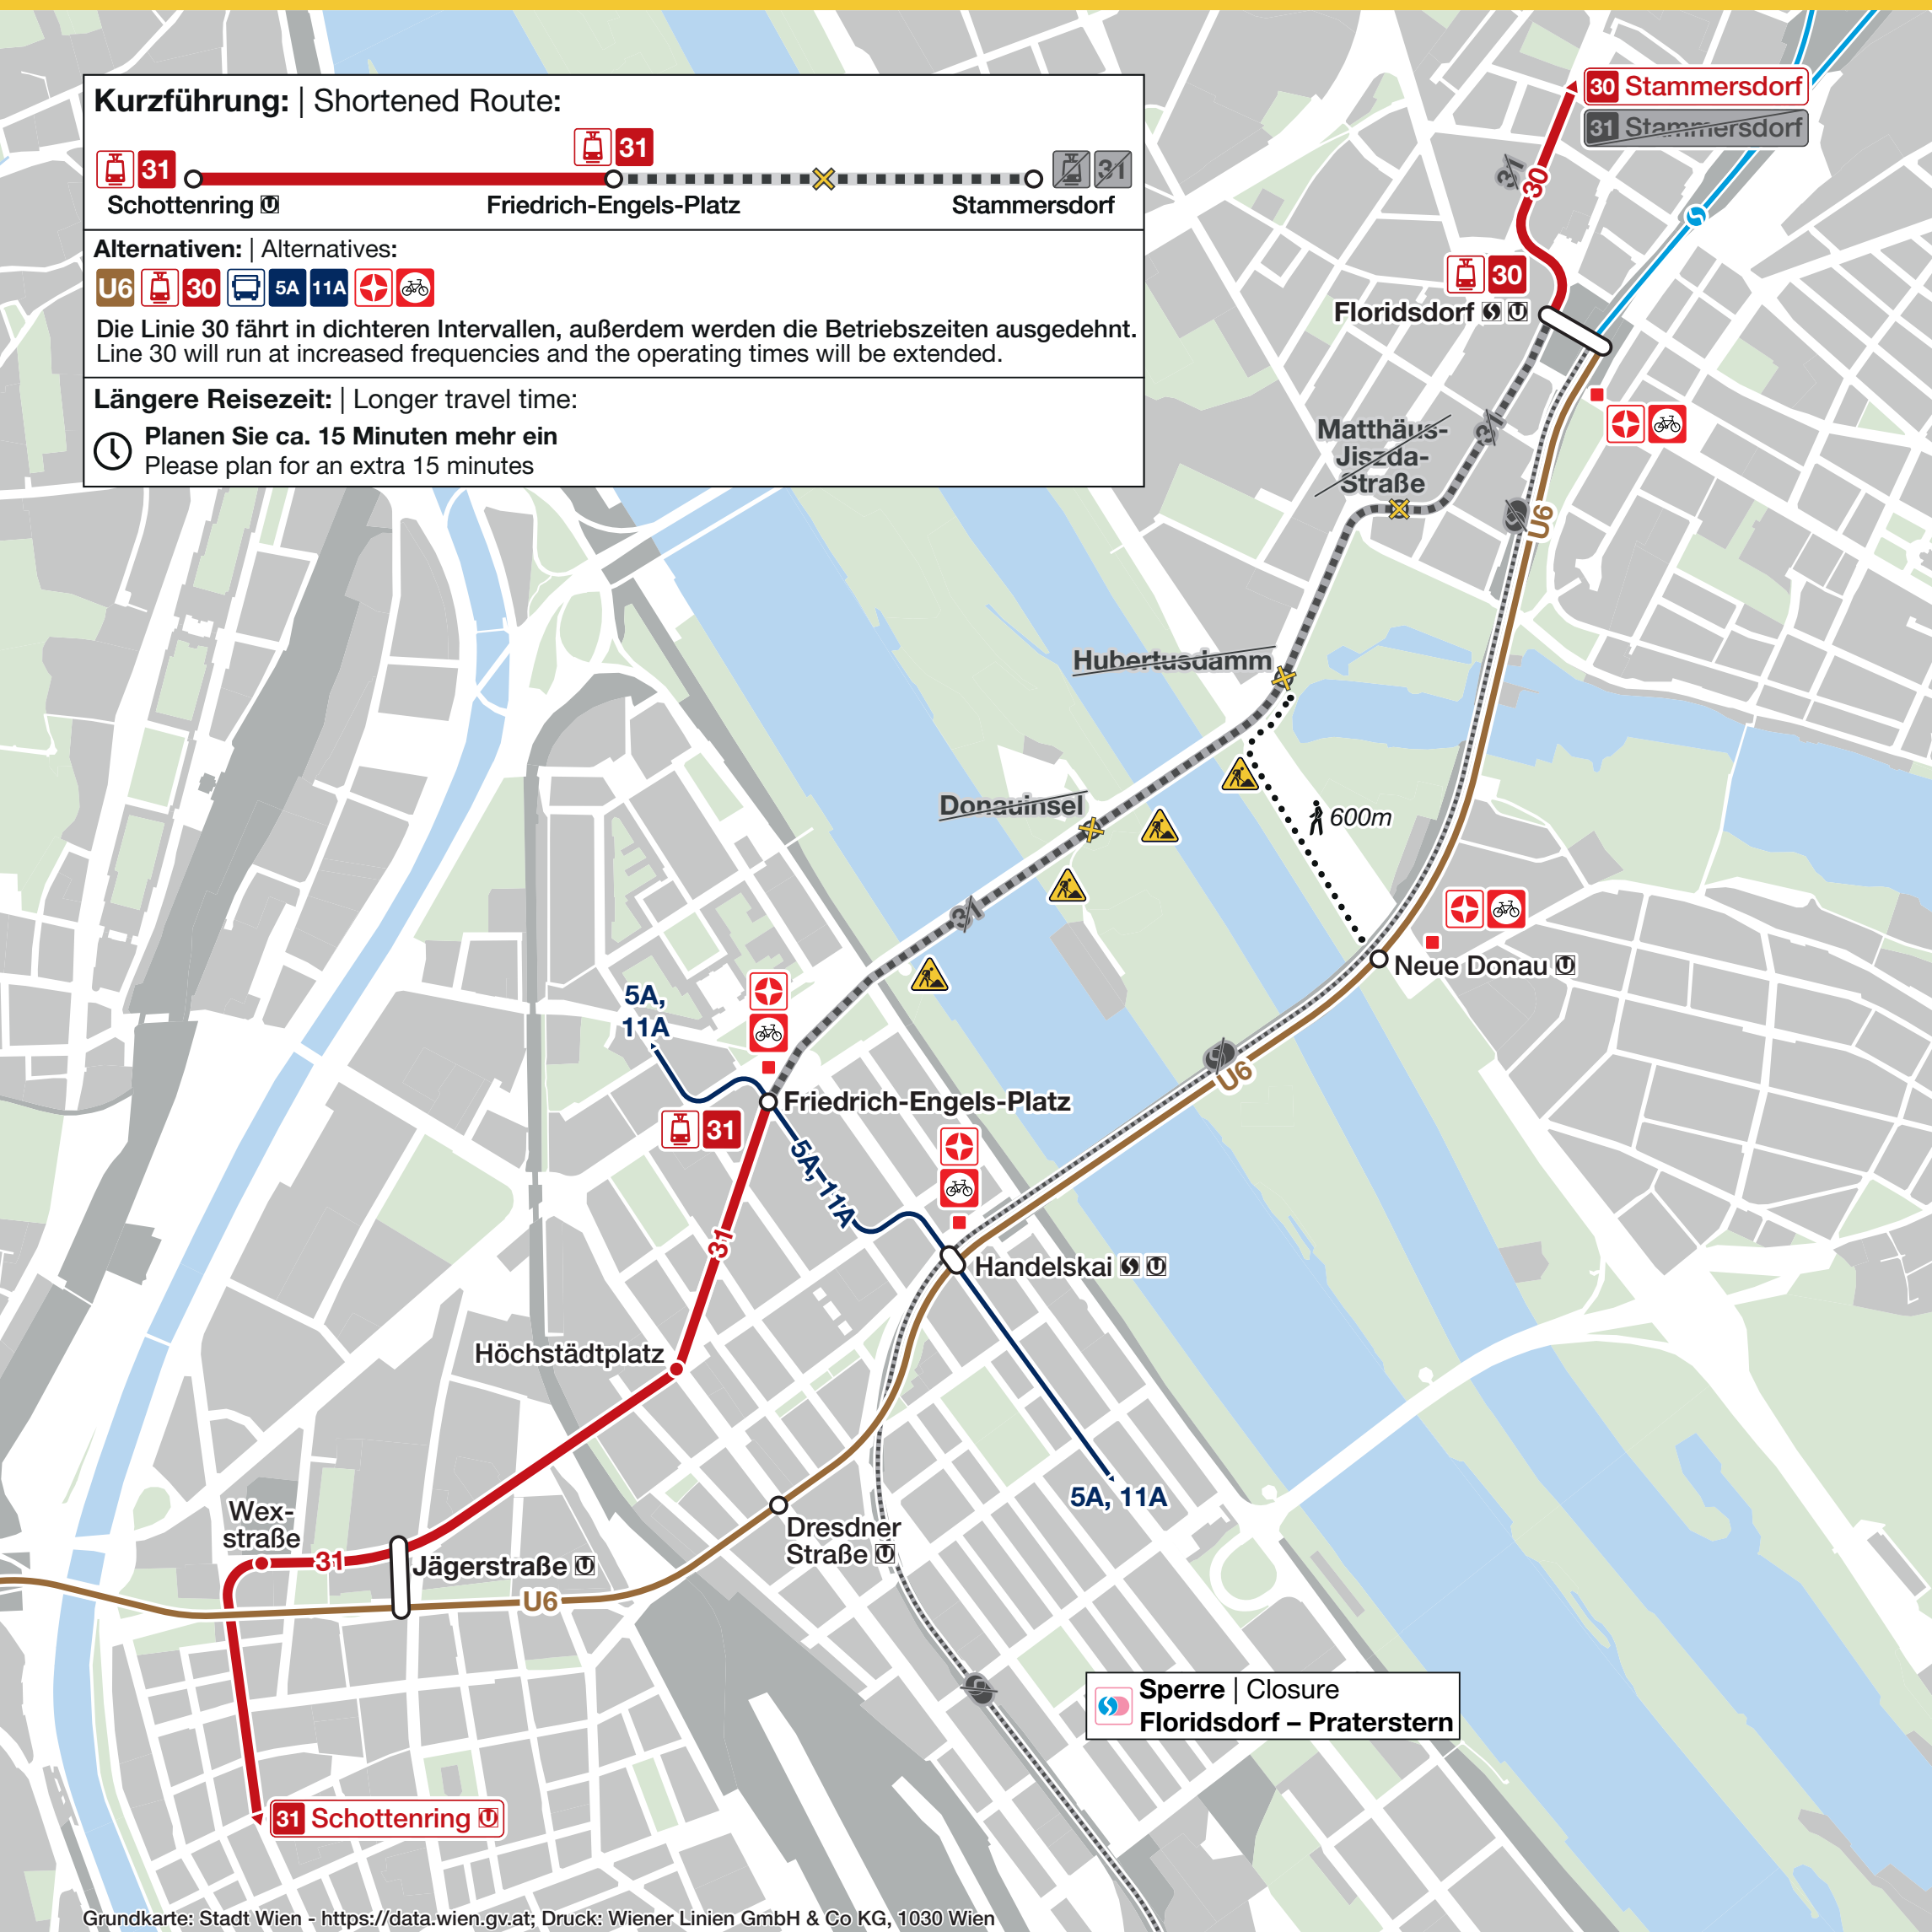 Kurzführung: | Shortened Route:
31
31
31
Schottenring U
Friedrich-Engels-Platz
Stammersdorf
Alternativen: | Alternatives:
U6 30 5A 11A
Die Linie 30 fährt in dichteren Intervallen, außerdem werden die Betriebszeiten ausgedehnt.
Line 30 will run at increased frequencies and the operating times will be extended.
Längere Reisezeit: | Longer travel time:
Planen Sie ca. 15 Minuten mehr ein
Please plan for an extra 15 minutes
30 Stammersdorf
31 Stammersdorf
31
30
30
Floridsdorf S U
31
Matthäus-
Jiszda-
Straße
U6
Hubertusdamm
Donauinsel
600m
31
Neue Donau U
5A,
11A
U6
Friedrich-Engels-Platz
31
5A, 11A
31
Handelskai S U
Höchstädtplatz
5A, 11A
Wex-
straße
Dresdner
Straße U
31
Jägerstraße U
U6
Sperre | Closure
Floridsdorf – Praterstern
31 Schottenring U
Grundkarte: Stadt Wien - https://data.wien.gv.at; Druck: Wiener Linien GmbH & Co KG, 1030 Wien